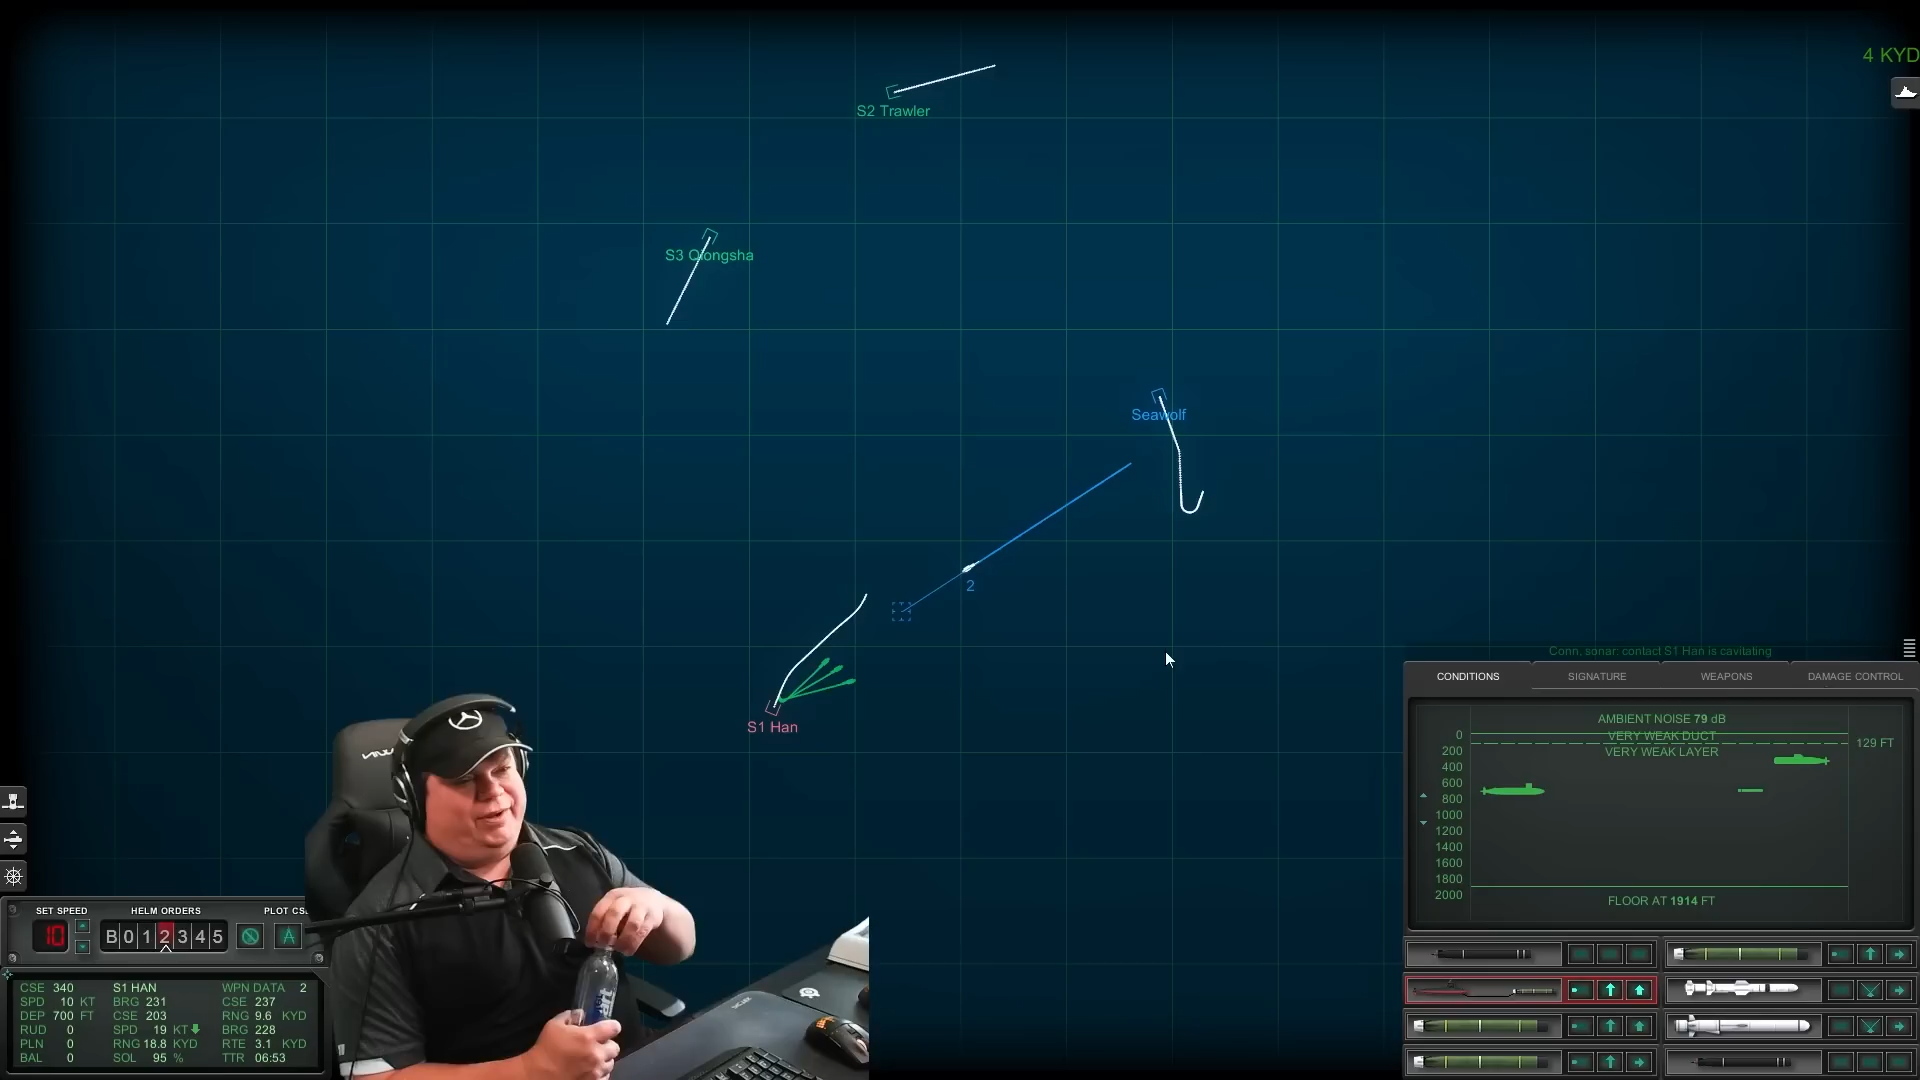 4 KYD
S2 Trawler
S3 Qiongsha
Seawolf
2
S1 Han
Conn, sonar: contact S1 Han is cavitating
CONDITIONS SIGNATURE WEAPONS DAMAGE CONTROL
AMBIENT NOISE 79 dB
0 VERY WEAK DUCT 129 FT
200 VERY WEAK LAYER
400
600
800
1000
1200
1400
1600
1800
2000 FLOOR AT 1914 FT
SET SPEED HELM ORDERS PLOT CS
10 B 0 1 2 3 4 5
CSE 340 S1 HAN WPN DATA 2
SPD 10 KT BRG 231 CSE 237
DEP 700 FT CSE 203 RNG 9.6 KYD
RUD 0 SPD 19 KT BRG 228
PLN 0 RNG 18.8 KYD RTE 3.1 KYD
BAL 0 SOL 95 % TTR 06:53